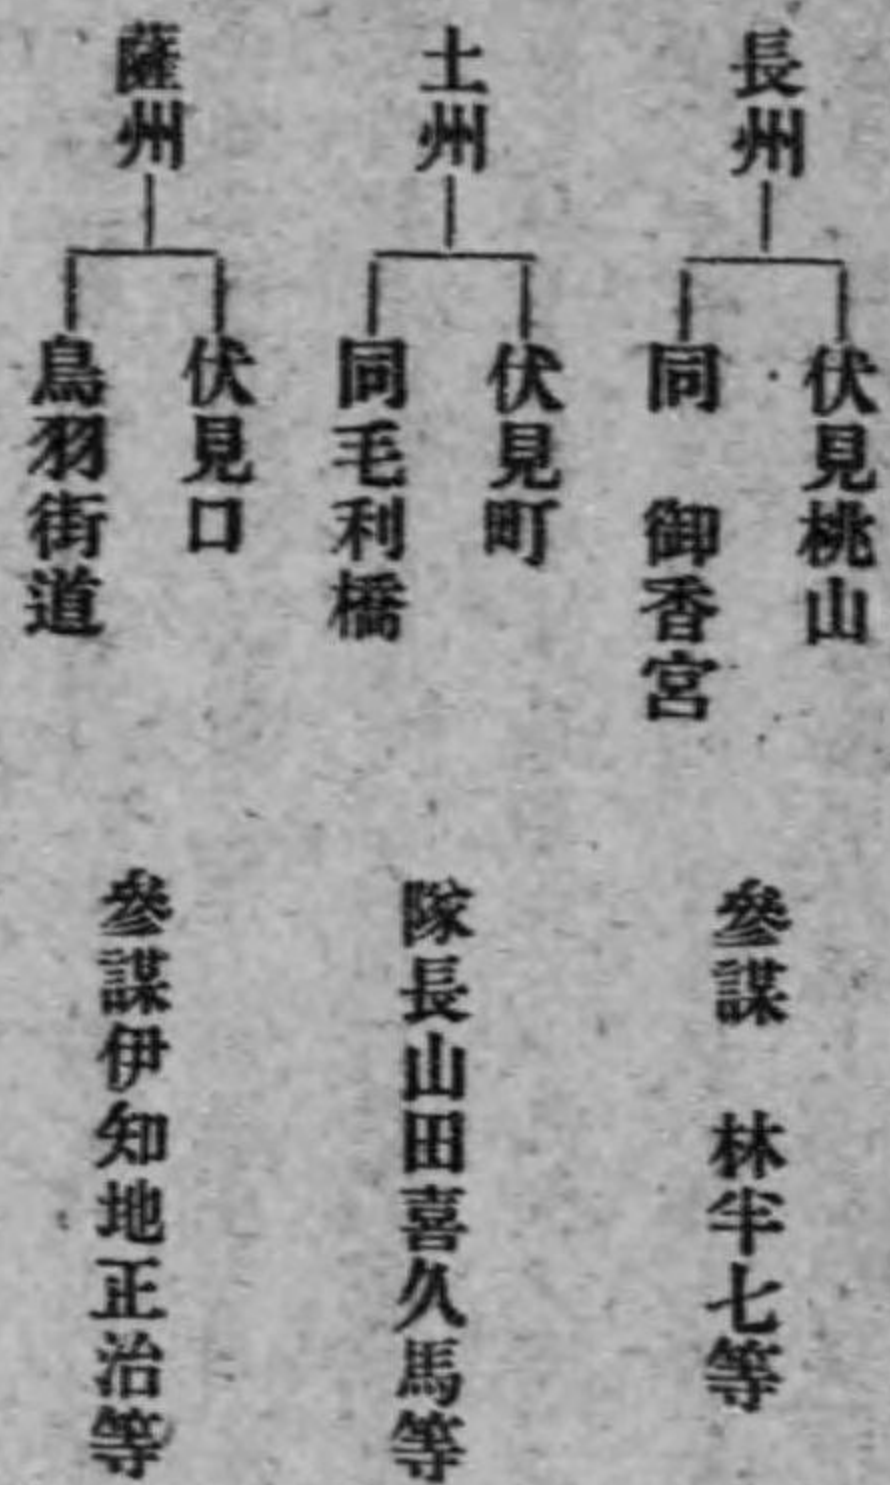 長州
伏見桃山
同 御香宮
參謀 林半七等
土州
伏見町
同毛利橋
隊長山田喜久馬等
薩州
伏見口
鳥羽街道
參謀伊知地正治等